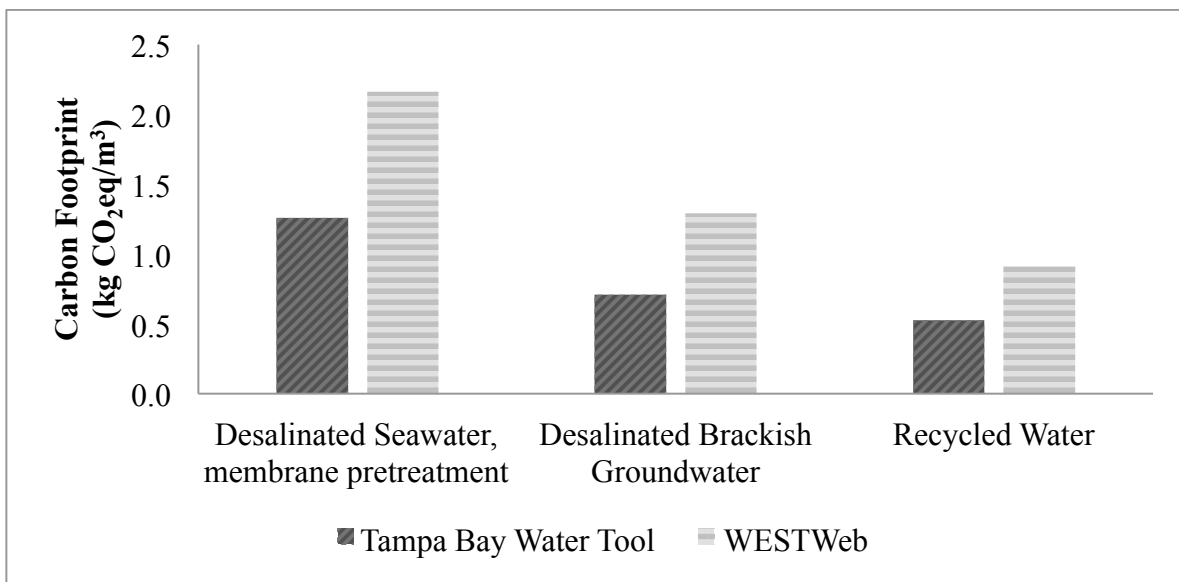 Carbon Footprint
(kg CO₂eq/m³)
2.5
2.0
1.5
1.0
0.5
0.0
Desalinated Seawater,
membrane pretreatment
Desalinated Brackish
Groundwater
Recycled Water
Tampa Bay Water Tool
WESTWeb